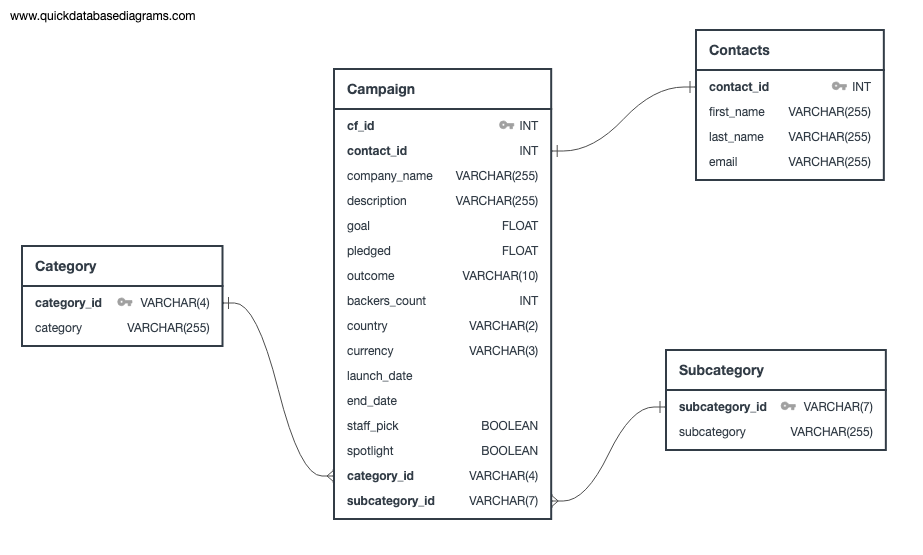 www.quickdatabasediagrams.com
Contacts
contact_id INT
first_name VARCHAR(255)
last_name VARCHAR(255)
email VARCHAR(255)
Campaign
cf_id INT
contact_id INT
company_name VARCHAR(255)
description VARCHAR(255)
goal FLOAT
pledged FLOAT
outcome VARCHAR(10)
backers_count INT
country VARCHAR(2)
currency VARCHAR(3)
launch_date
end_date
staff_pick BOOLEAN
spotlight BOOLEAN
category_id VARCHAR(4)
subcategory_id VARCHAR(7)
Category
category_id VARCHAR(4)
category VARCHAR(255)
Subcategory
subcategory_id VARCHAR(7)
subcategory VARCHAR(255)